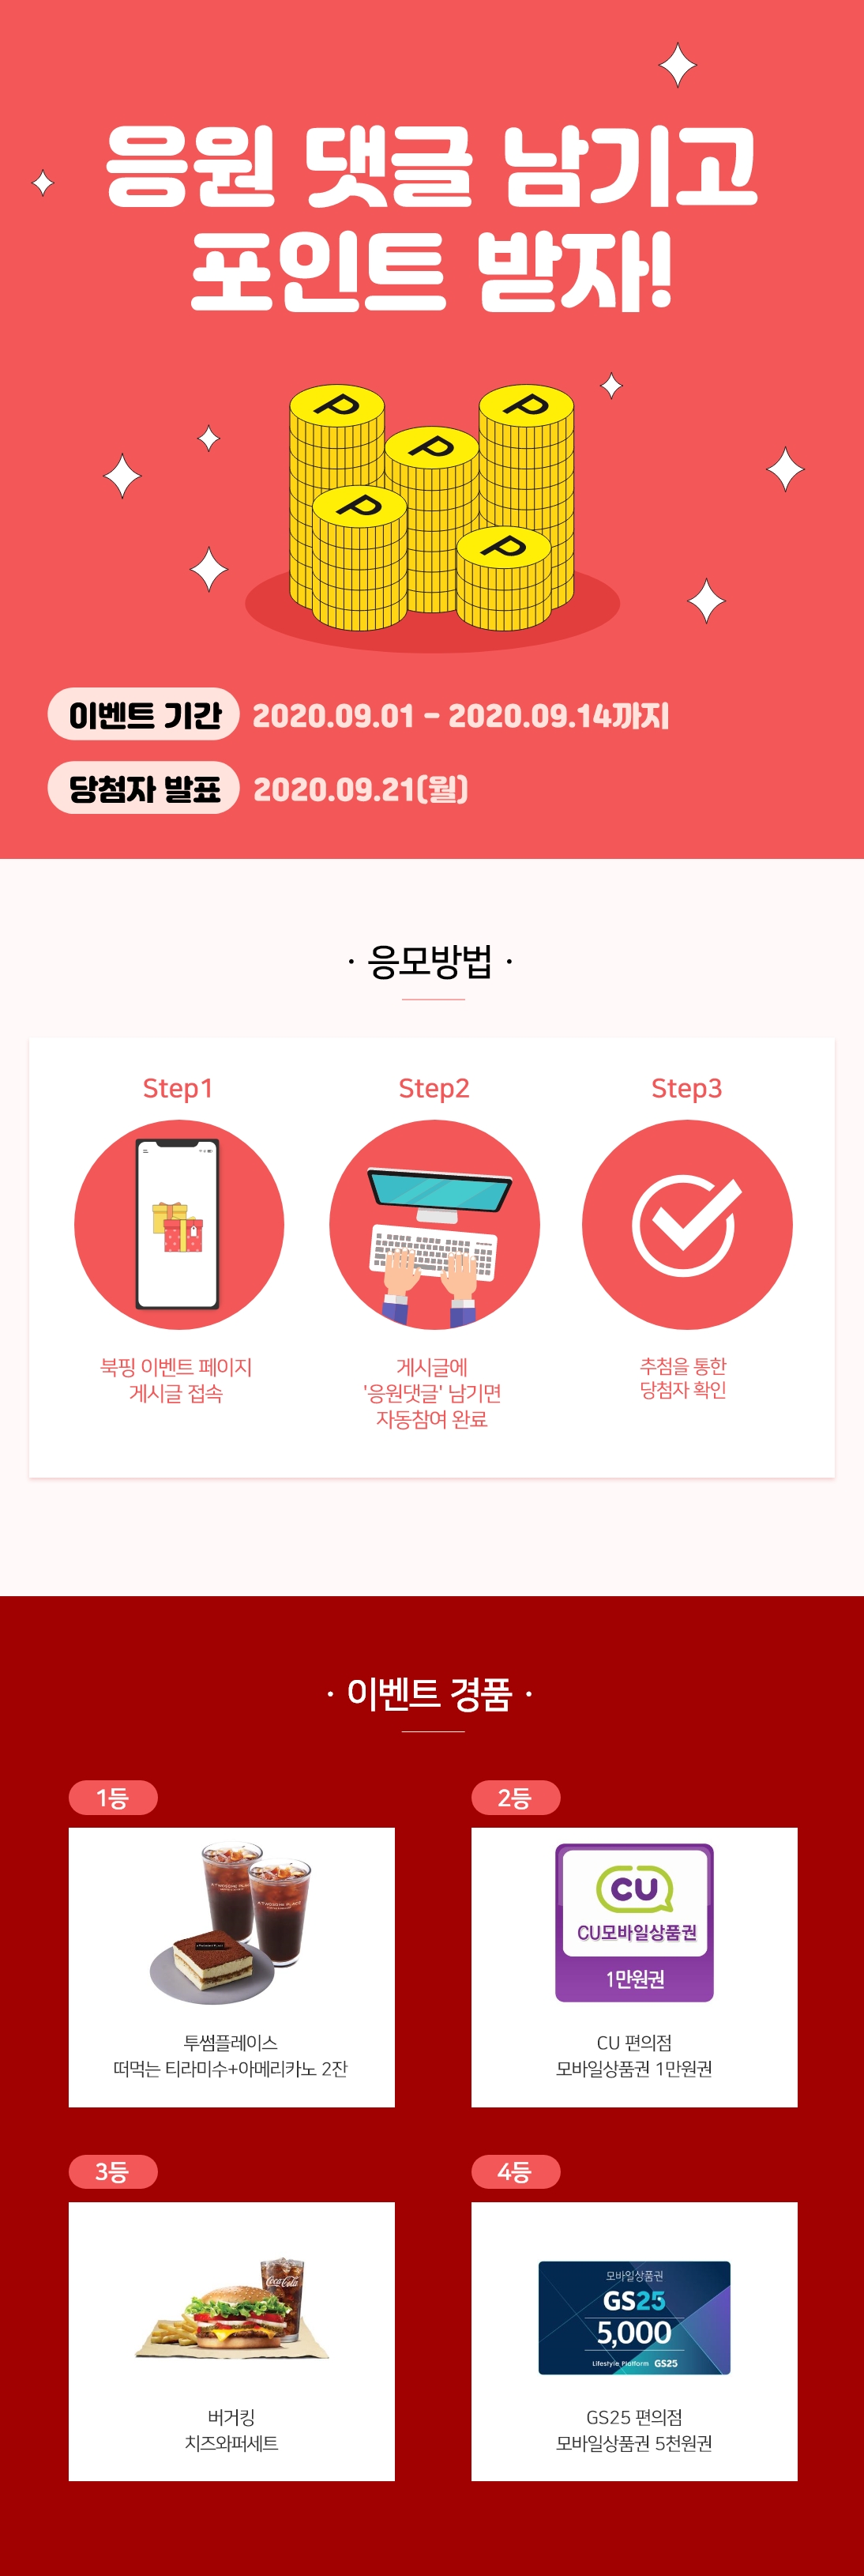 응원 댓글 남기고
포인트 받자!
P
P
P
P
P
이벤트 기간 2020.09.01 - 2020.09.14까지
당첨자 발표 2020.09.21(월)
· 응모방법 ·
Step1
Step2
Step3
북핑 이벤트 페이지
게시글 접속
게시글에
'응원댓글' 남기면
자동참여 완료
추첨을 통한
당첨자 확인
· 이벤트 경품 ·
1등
A TWOSOME PLACE
A TWOSOME PLACE
투썸플레이스
떠먹는 티라미수+아메리카노 2잔
2등
CU
CU모바일상품권
1만원권
CU 편의점
모바일상품권 1만원권
3등
Coca-Cola
버거킹
치즈와퍼세트
4등
모바일상품권
GS25
5,000
Lifestyle Platform GS25
GS25 편의점
모바일상품권 5천원권